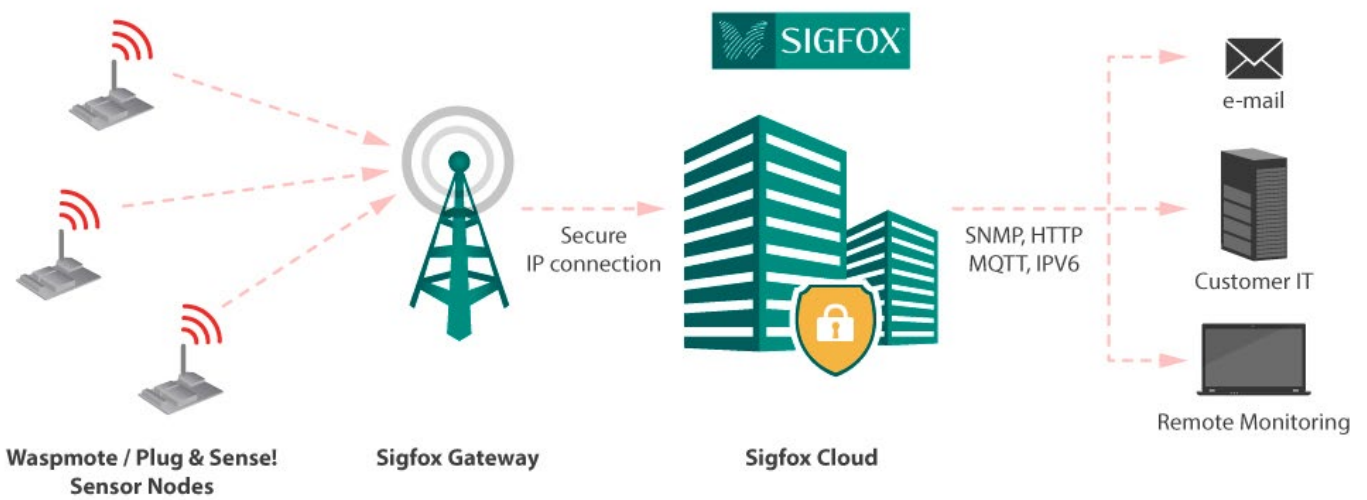 SIGFOX
e-mail
Secure
IP connection
SNMP, HTTP
MQTT, IPV6
Customer IT
Remote Monitoring
Waspmote / Plug & Sense!
Sensor Nodes
Sigfox Gateway
Sigfox Cloud